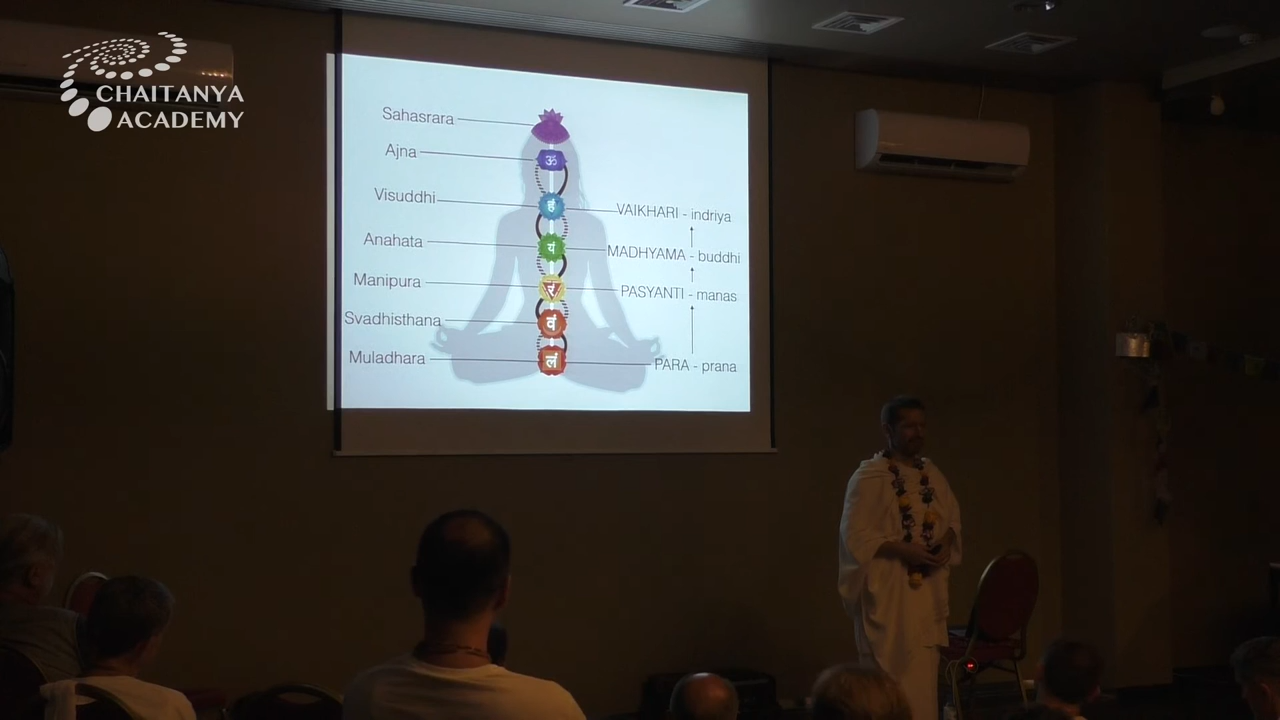 CHAITANYA
ACADEMY
Sahasrara
Ajna
ॐ
Visuddhi
हं
VAIKHARI - indriya
Anahata
यं
MADHYAMA - buddhi
Manipura
रं
PASYANTI - manas
Svadhisthana
वं
Muladhara
लं
PARA - prana